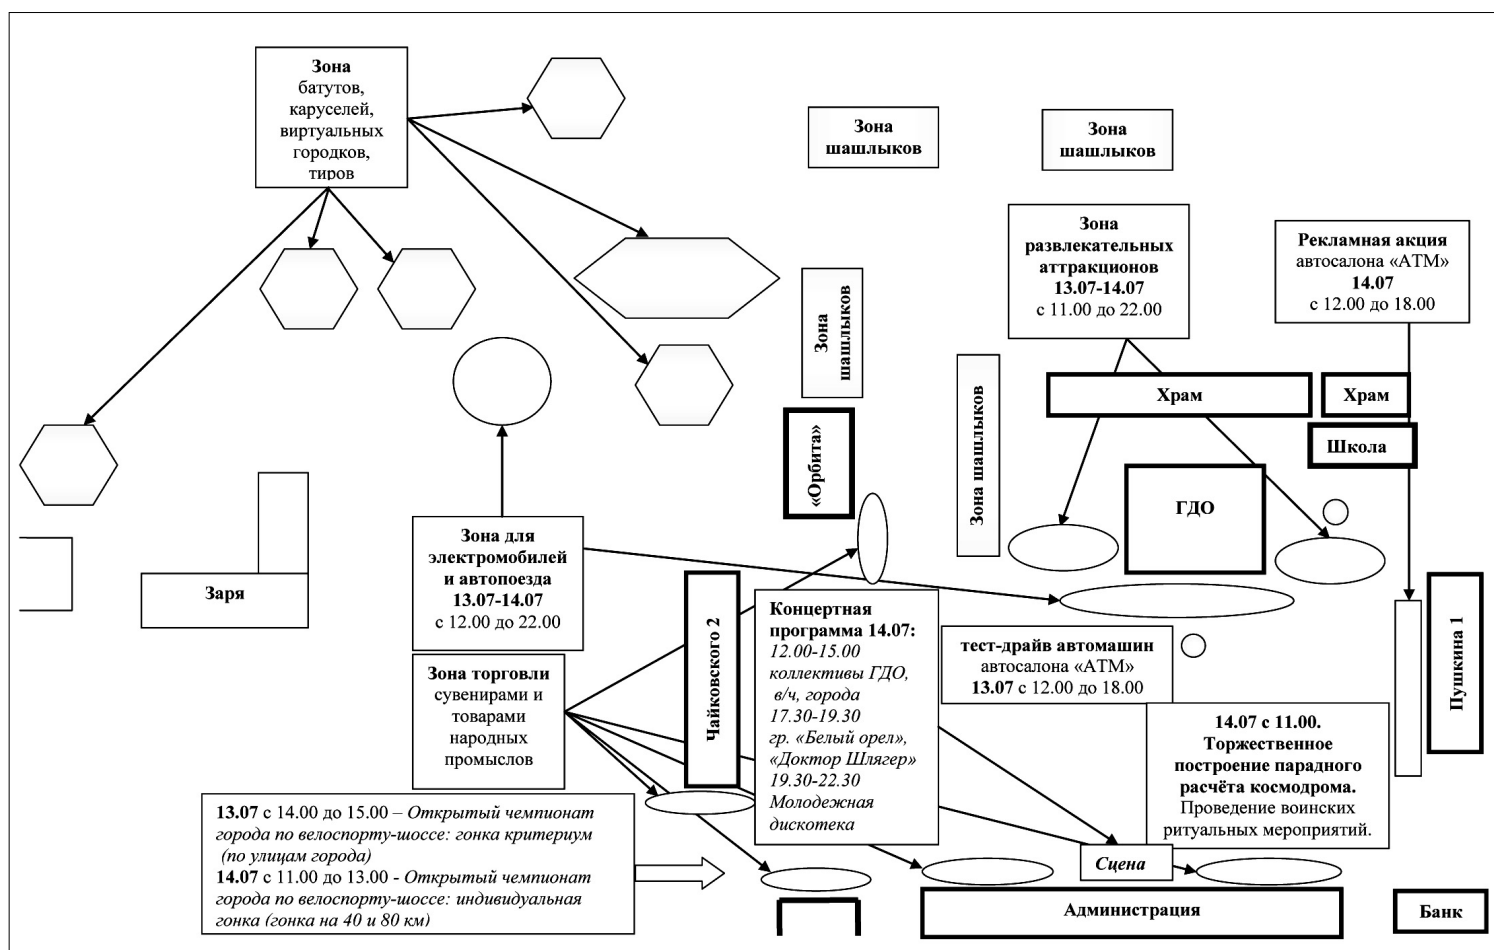 Зона
батутов,
каруселей,
виртуальных
городков,
тиров
Зона
шашлыков
Зона
шашлыков
Зона
развлекательных
аттракционов
13.07-14.07
с 11.00 до 22.00
Рекламная акция
автосалона «АТМ»
14.07
с 12.00 до 18.00
Зона
шашлыков
Зона шашлыков
Храм
Храм
Школа
«Орбита»
ГДО
Заря
Зона для
электромобилей
и автопоезда
13.07-14.07
с 12.00 до 22.00
Зона торговли
сувенирами и
товарами
народных
промыслов
Чайковского 2
Концертная
программа 14.07:
12.00-15.00
коллективы ГДО,
в/ч, города
17.30-19.30
гр. «Белый орел»,
«Доктор Шлягер»
19.30-22.30
Молодежная
дискотека
тест-драйв автомашин
автосалона «АТМ»
13.07 с 12.00 до 18.00
Пушкина 1
14.07 с 11.00.
Торжественное
построение парадного
расчёта космодрома.
Проведение воинских
ритуальных мероприятий.
13.07 с 14.00 до 15.00 – Открытый чемпионат
города по велоспорту-шоссе: гонка критериум
(по улицам города)
14.07 с 11.00 до 13.00 - Открытый чемпионат
города по велоспорту-шоссе: индивидуальная
гонка (гонка на 40 и 80 км)
Сцена
Администрация
Банк